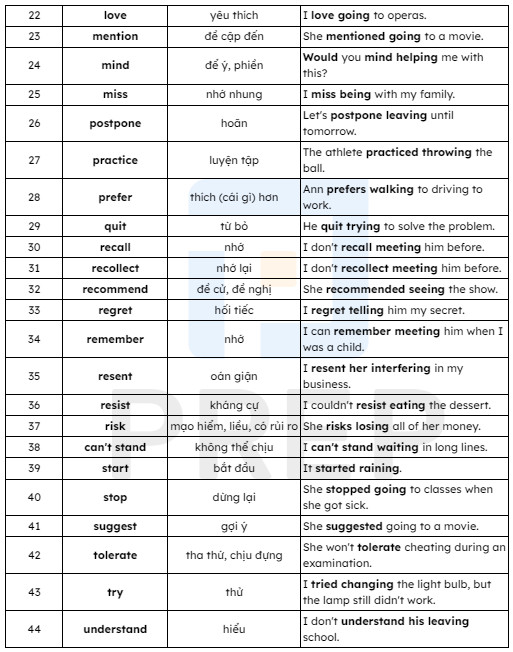 22 love yêu thích I love going to operas.
23 mention đề cập đến She mentioned going to a movie.
24 mind để ý, phiền Would you mind helping me with
this?
25 miss nhớ nhung I miss being with my family.
26 postpone hoãn Let's postpone leaving until
tomorrow.
27 practice luyện tập The athlete practiced throwing the
ball.
28 prefer thích (cái gì) hơn Ann prefers walking to driving to
work.
29 quit từ bỏ He quit trying to solve the problem.
30 recall nhớ I don't recall meeting him before.
31 recollect nhớ lại I don't recollect meeting him before.
32 recommend đề cử, đề nghị She recommended seeing the show.
33 regret hối tiếc I regret telling him my secret.
34 remember nhớ I can remember meeting him when I
was a child.
35 resent oán giận I resent her interfering in my
business.
36 resist kháng cự I couldn't resist eating the dessert.
37 risk mạo hiểm, liều, có rủi ro She risks losing all of her money.
38 can't stand không thể chịu I can't stand waiting in long lines.
39 start bắt đầu It started raining.
40 stop dừng lại She stopped going to classes when
she got sick.
41 suggest gợi ý She suggested going to a movie.
42 tolerate tha thứ, chịu đựng She won't tolerate cheating during an
examination.
43 try thử I tried changing the light bulb, but
the lamp still didn't work.
44 understand hiểu I don't understand his leaving
school.
PREP